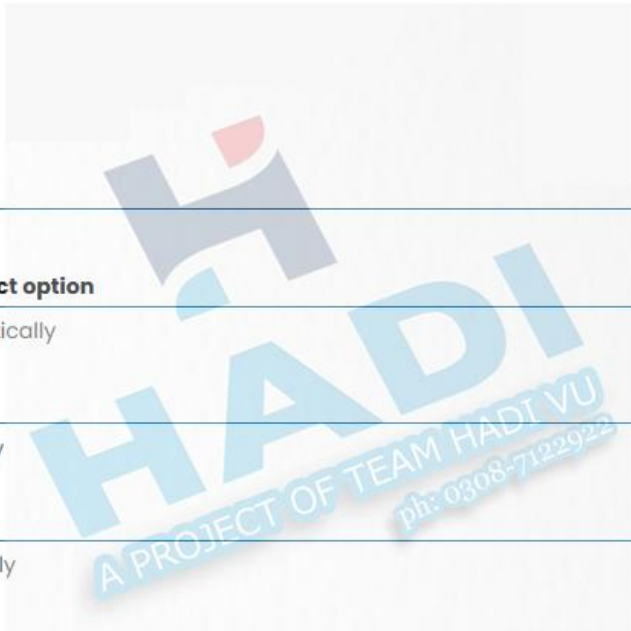 ct option
ically
y
ly
HADI
A PROJECT OF TEAM HADI VU
ph: 0308-7122922